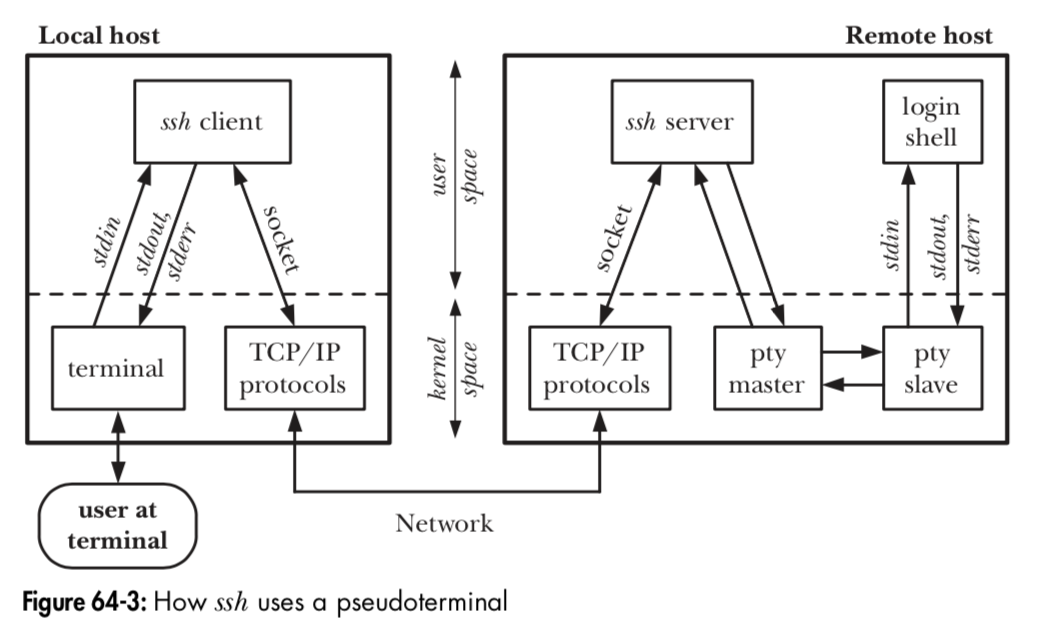 Local host
Remote host
ssh client
ssh server
login
shell
user
space
stdin
stdout,
stderr
socket
socket
stdin
stdout,
stderr
terminal
TCP/IP
protocols
kernel
space
TCP/IP
protocols
pty
master
pty
slave
user at
terminal
Network
Figure 64-3: How ssh uses a pseudoterminal